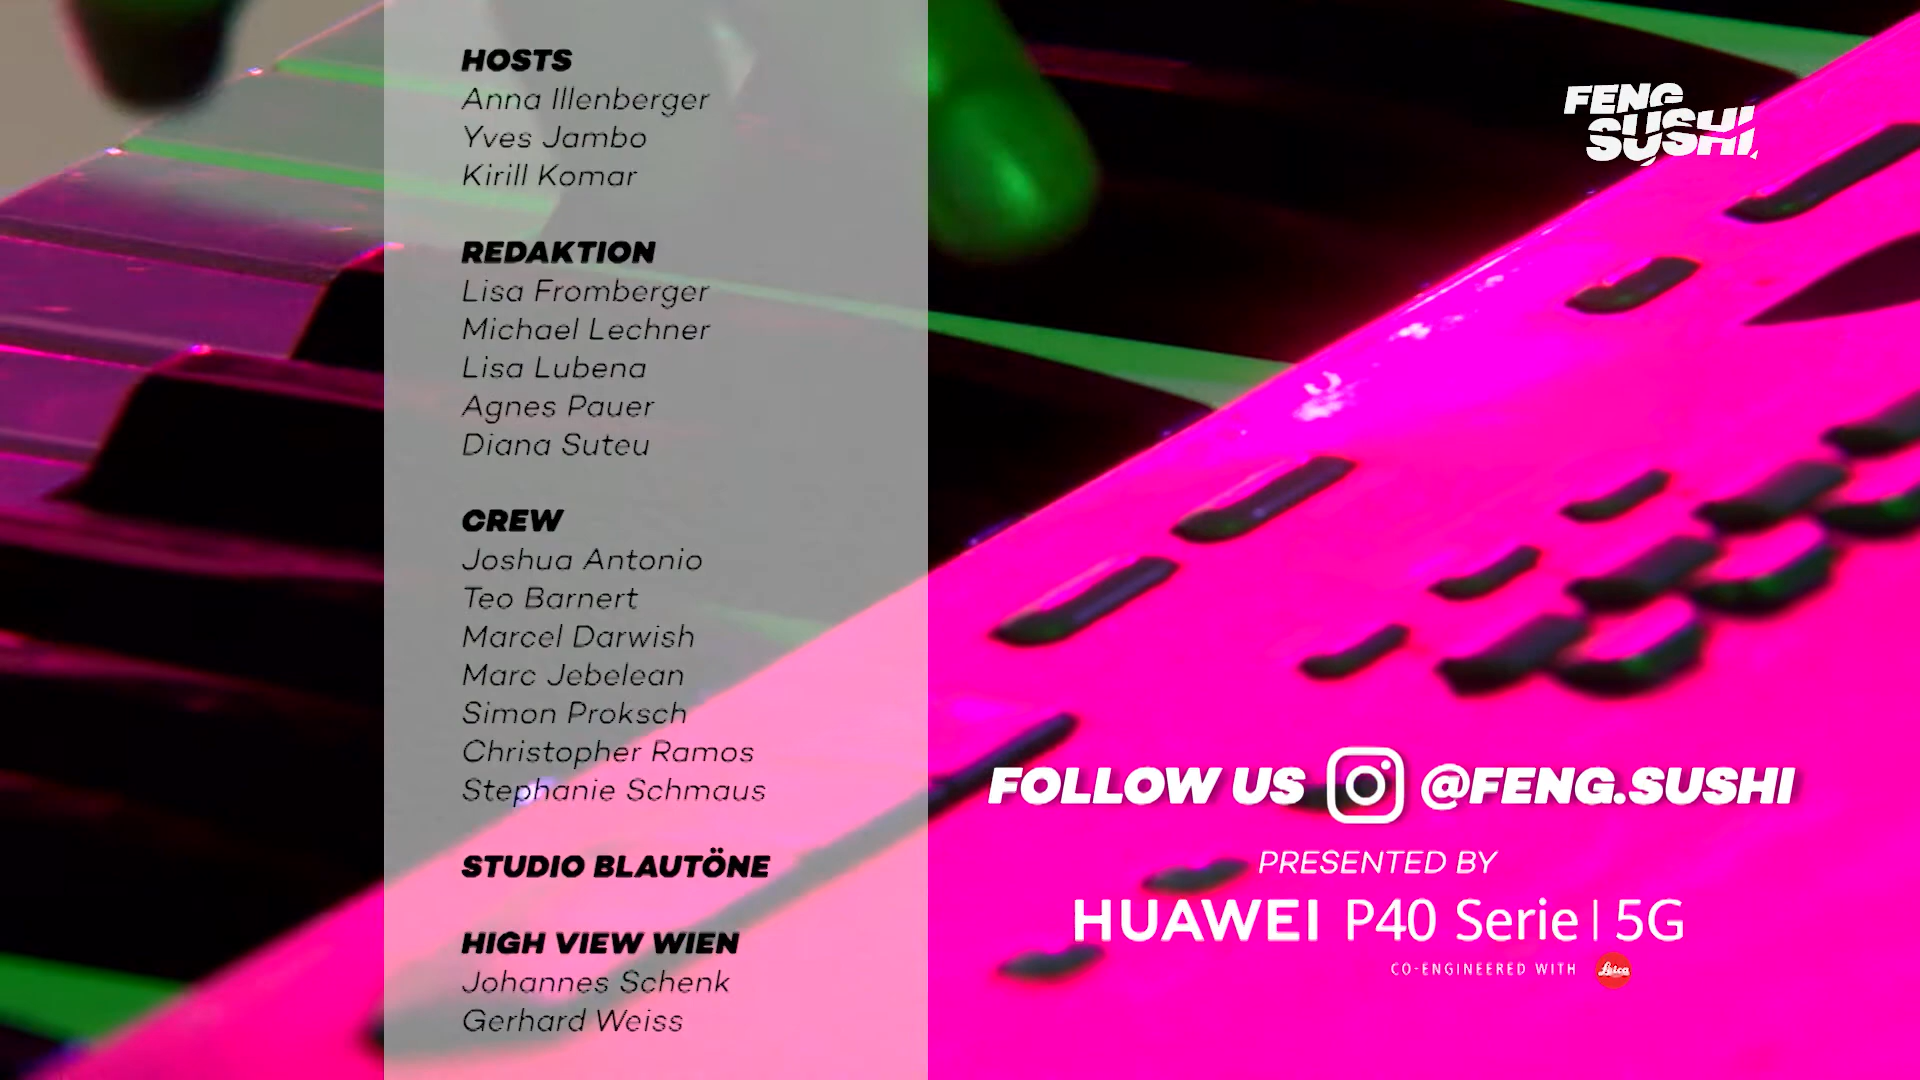 HOSTS
Anna Illenberger
Yves Jambo
Kirill Komar
REDAKTION
Lisa Fromberger
Michael Lechner
Lisa Lubena
Agnes Pauer
Diana Suteu
CREW
Joshua Antonio
Teo Barnert
Marcel Darwish
Marc Jebelean
Simon Proksch
Christopher Ramos
Stephanie Schmaus
STUDIO BLAUTÖNE
HIGH VIEW WIEN
Johannes Schenk
Gerhard Weiss
FENG
SUSHI
FOLLOW US @FENG.SUSHI
PRESENTED BY
HUAWEI P40 Serie | 5G
CO-ENGINEERED WITH Leica